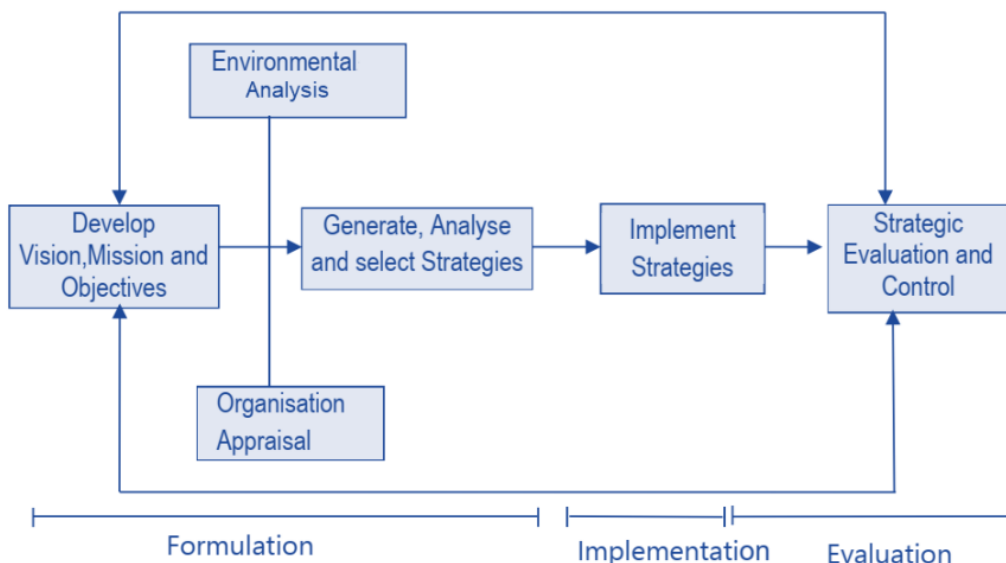 Environmental
Analysis
Develop
Vision,Mission and
Objectives
Generate, Analyse
and select Strategies
Implement
Strategies
Strategic
Evaluation and
Control
Organisation
Appraisal
Formulation
Implementation
Evaluation